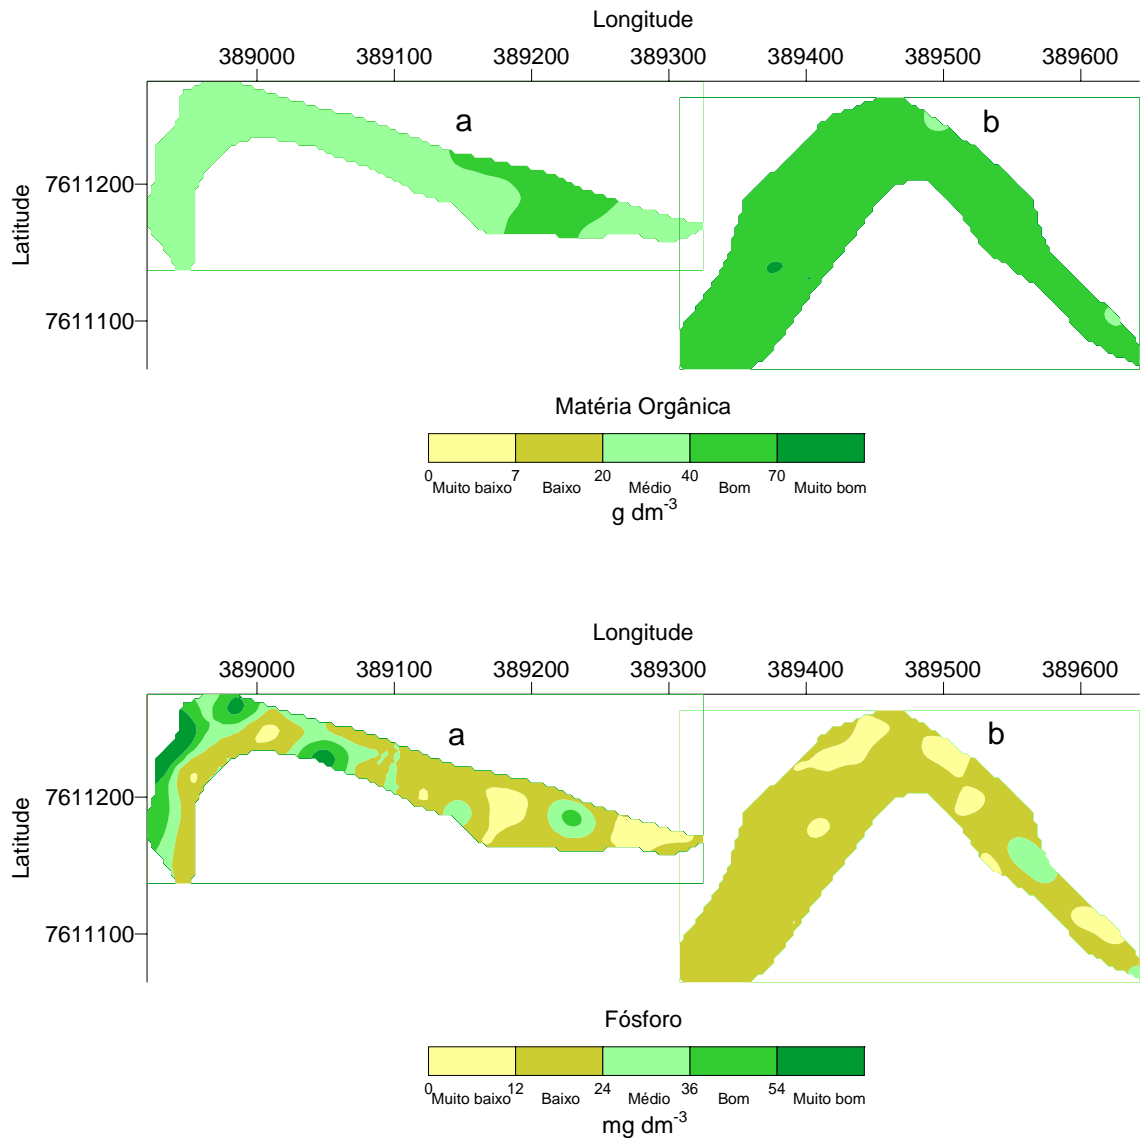 Longitude
389000 389100 389200 389300 389400 389500 389600
a b
7611200
Latitude
7611100
Matéria Orgânica
0 7 20 40 70
Muito baixo Baixo Médio Bom Muito bom
g dm-3
Longitude
389000 389100 389200 389300 389400 389500 389600
a b
7611200
Latitude
7611100
Fósforo
0 12 24 36 54
Muito baixo Baixo Médio Bom Muito bom
mg dm-3